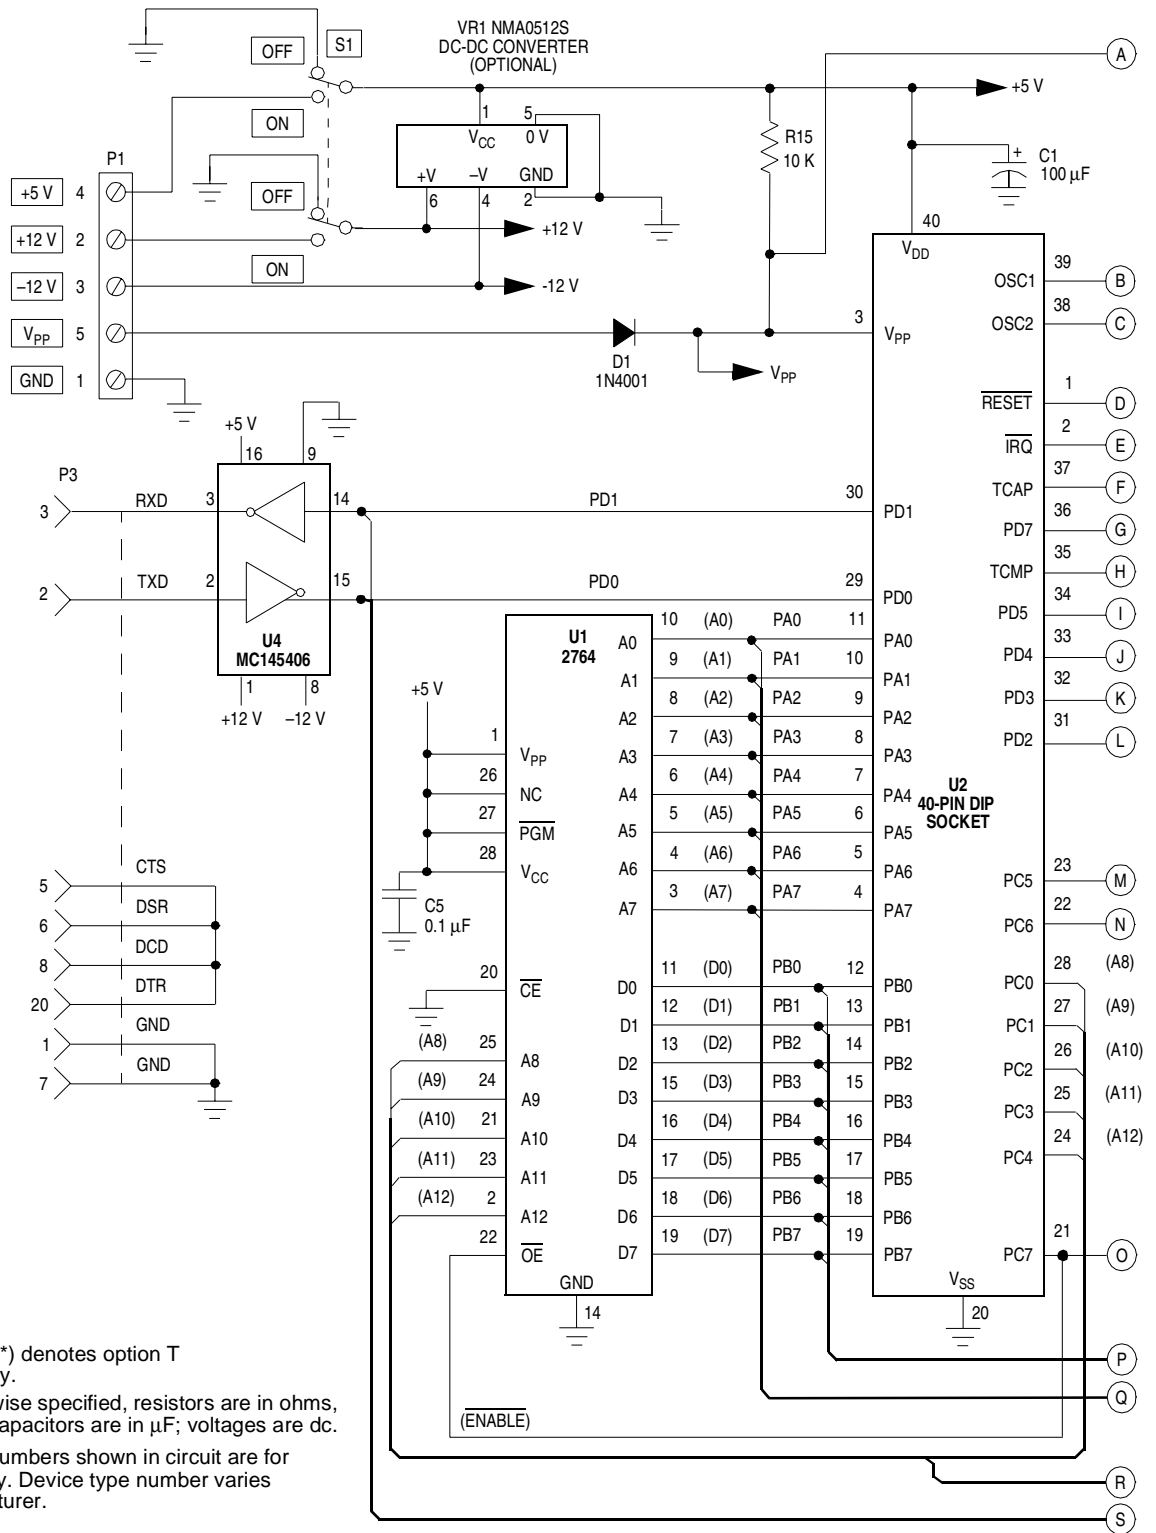 VR1 NMA0512S
DC-DC CONVERTER
(OPTIONAL)
OFF
S1
ON
A
+5 V
1
5
VCC
0 V
+V
–V
GND
6
4
2
R15
10 K
+
C1
100 µF
P1
+5 V 4
+12 V 2
–12 V 3
VPP 5
GND 1
OFF
ON
+12 V
-12 V
D1
1N4001
VPP
40
VDD
3
VPP
OSC1 39 B
OSC2 38 C
RESET 1 D
IRQ 2 E
TCAP 37 F
PD7 36 G
TCMP 35 H
PD5 34 I
PD4 33 J
PD3 32 K
PD2 31 L
+5 V
16
9
P3
3 RXD 3 14 PD1 30 PD1
2 TXD 2 15 PD0 29 PD0
U4
MC145406
1
8
+12 V
–12 V
U1
2764
A0 10 (A0) PA0 11 PA0
A1 9 (A1) PA1 10 PA1
A2 8 (A2) PA2 9 PA2
A3 7 (A3) PA3 8 PA3
A4 6 (A4) PA4 7 PA4
A5 5 (A5) PA5 6 PA5
A6 4 (A6) PA6 5 PA6
A7 3 (A7) PA7 4 PA7
U2
40-PIN DIP
SOCKET
+5 V
1 VPP
26 NC
27 PGM
28 VCC
C5
0.1 µF
5 CTS
6 DSR
8 DCD
20 DTR
1 GND
7 GND
PC5 23 M
PC6 22 N
PC0 28 (A8)
PC1 27 (A9)
PC2 26 (A10)
PC3 25 (A11)
PC4 24 (A12)
PC7 21 O
20 CE
(A8) 25 A8
(A9) 24 A9
(A10) 21 A10
(A11) 23 A11
(A12) 2 A12
22 OE
D0 11 (D0) PB0 12 PB0
D1 12 (D1) PB1 13 PB1
D2 13 (D2) PB2 14 PB2
D3 15 (D3) PB3 15 PB3
D4 16 (D4) PB4 16 PB4
D5 17 (D5) PB5 17 PB5
D6 18 (D6) PB6 18 PB6
D7 19 (D7) PB7 19 PB7
GND
14
VSS
20
P
Q
(ENABLE)
R
S
*) denotes option T
y.
wise specified, resistors are in ohms,
apacitors are in µF; voltages are dc.
umbers shown in circuit are for
y. Device type number varies
turer.